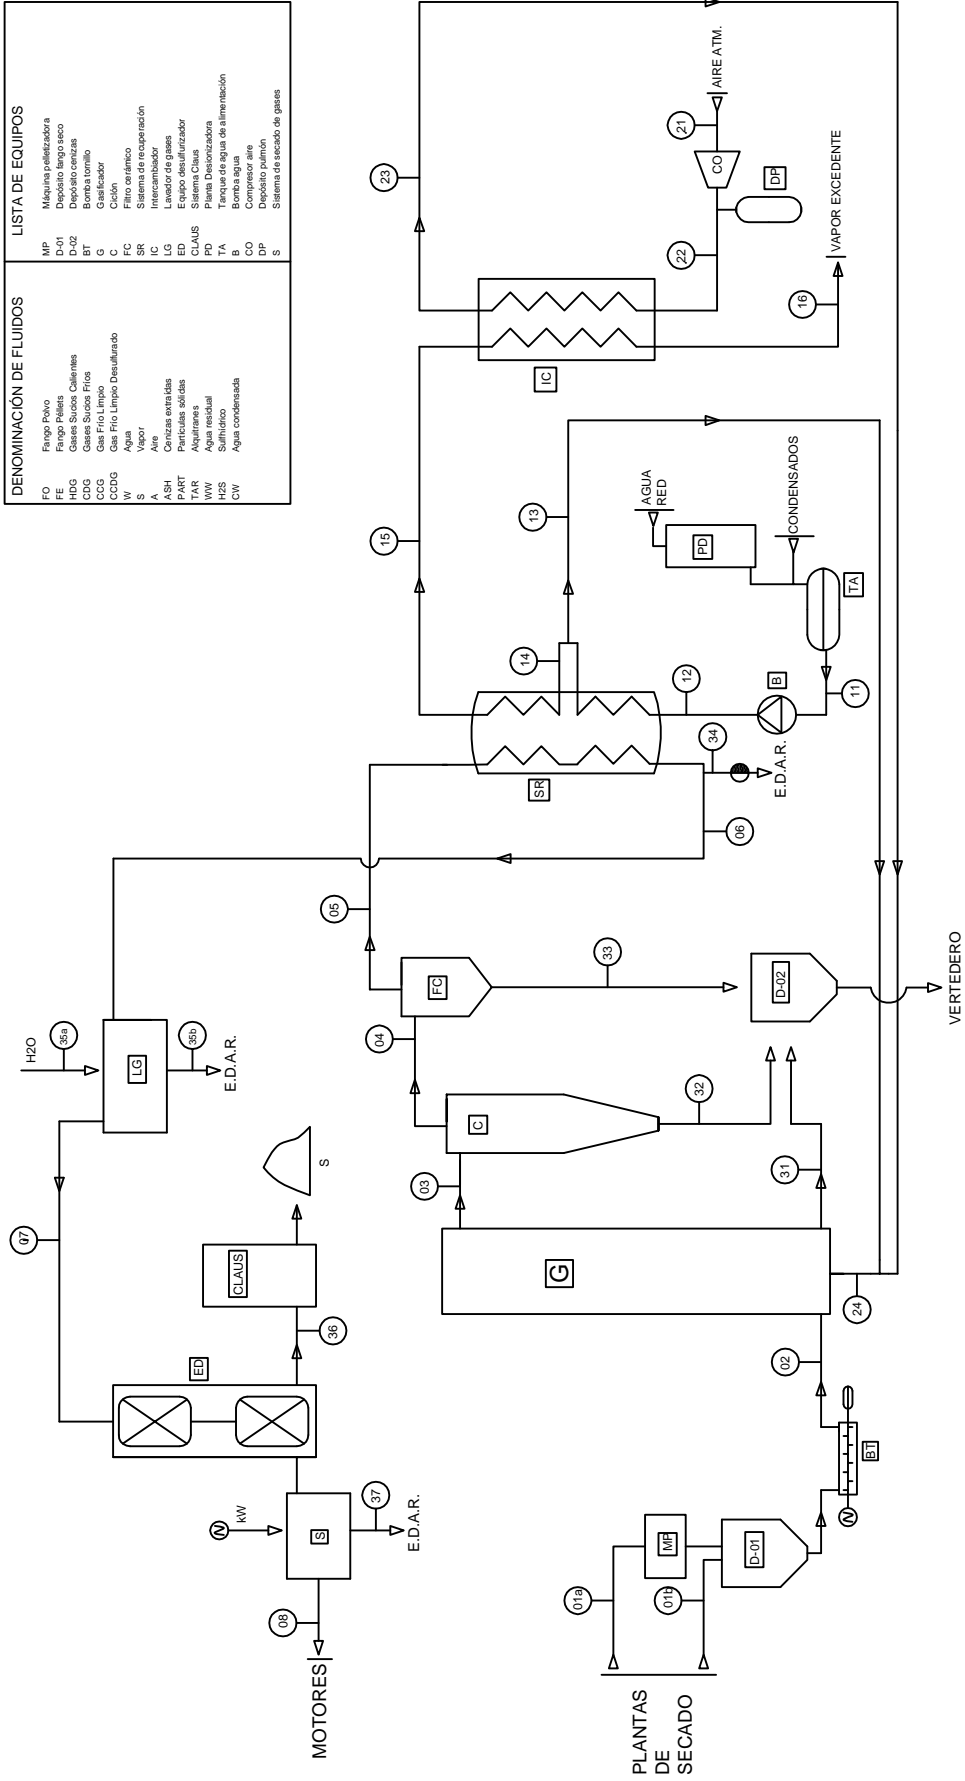 LISTA DE EQUIPOS
MP Máquina pelletizadora
D-01 Depósito fango seco
D-02 Depósito cenizas
BT Bomba tornillo
G Gasificador
C Ciclón
FC Filtro cerámico
SR Sistema de recuperación
IC Intercambiador
LG Lavador de gases
ED Equipo desulfurizador
CLAUS Sistema Claus
PD Planta Desionizadora
TA Tanque de agua de alimentación
B Bomba agua
CO Compresor aire
DP Depósito pulmón
S Sistema de secado de gases
DENOMINACIÓN DE FLUIDOS
FO Fango Polvo
FE Fango Péllets
HDG Gases Sucios Calientes
CDG Gases Sucios Fríos
CCG Gas Frío Limpio
CCDG Gas Frío Limpio Desulfurado
W Agua
S Vapor
A Aire
ASH Cenizas extraídas
PART Partículas sólidas
TAR Alquitranes
WW Agua residual
H2S Sulfhídrico
CW Agua condensada
23
21
AIRE ATM.
CO
DP
22
16
VAPOR EXCEDENTE
IC
15
13
14
AGUA
RED
PD
CONDENSADOS
TA
12
B
11
34
E.D.A.R.
SR
06
05
04
FC
33
D-02
VERTEDERO
H2O
35a
LG
35b
E.D.A.R.
07
C
32
03
31
G
24
02
S
CLAUS
36
ED
N
kW
S
37
E.D.A.R.
08
MOTORES
BT
N
MP
D-01
01a
01b
PLANTAS
DE
SECADO